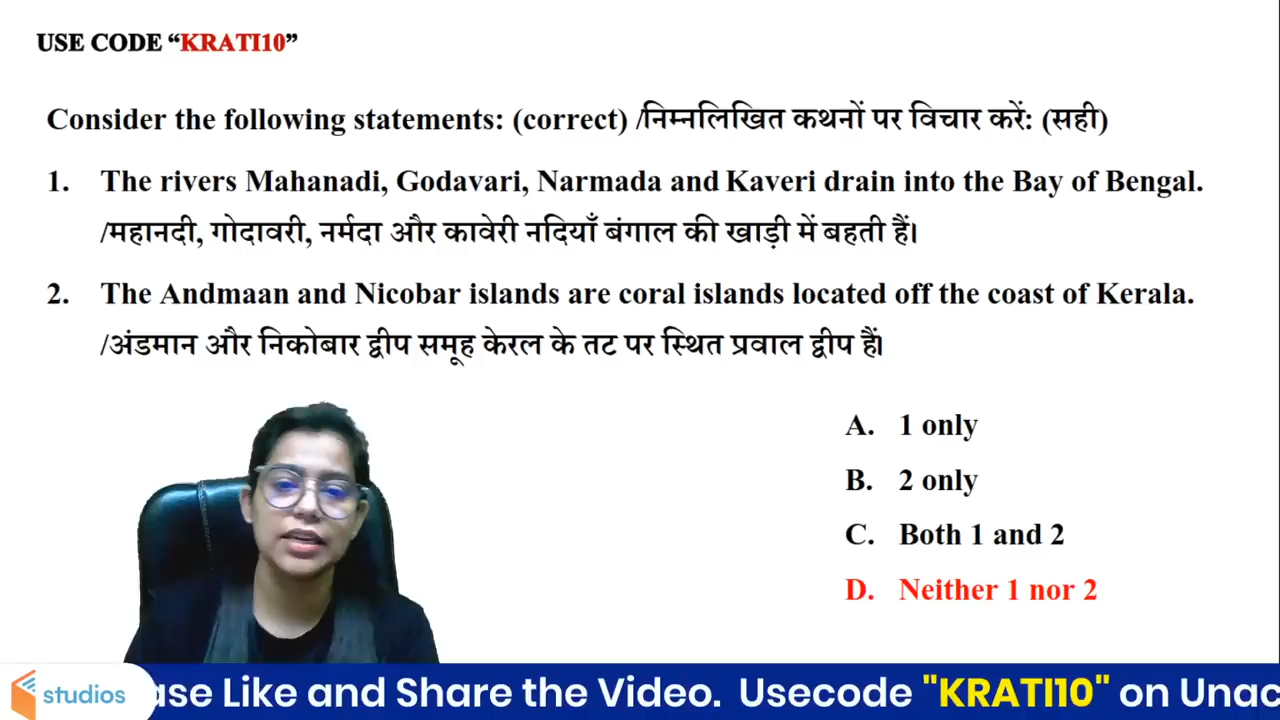 USE CODE “KRATI10”
Consider the following statements: (correct) /निम्नलिखित कथनों पर विचार करें: (सही)
1. The rivers Mahanadi, Godavari, Narmada and Kaveri drain into the Bay of Bengal.
/महानदी, गोदावरी, नर्मदा और कावेरी नदियाँ बंगाल की खाड़ी में बहती हैं।
2. The Andmaan and Nicobar islands are coral islands located off the coast of Kerala.
/अंडमान और निकोबार द्वीप समूह केरल के तट पर स्थित प्रवाल द्वीप हैं।
A. 1 only
B. 2 only
C. Both 1 and 2
D. Neither 1 nor 2
studios
ase Like and Share the Video. Usecode "KRATI10" on Unac